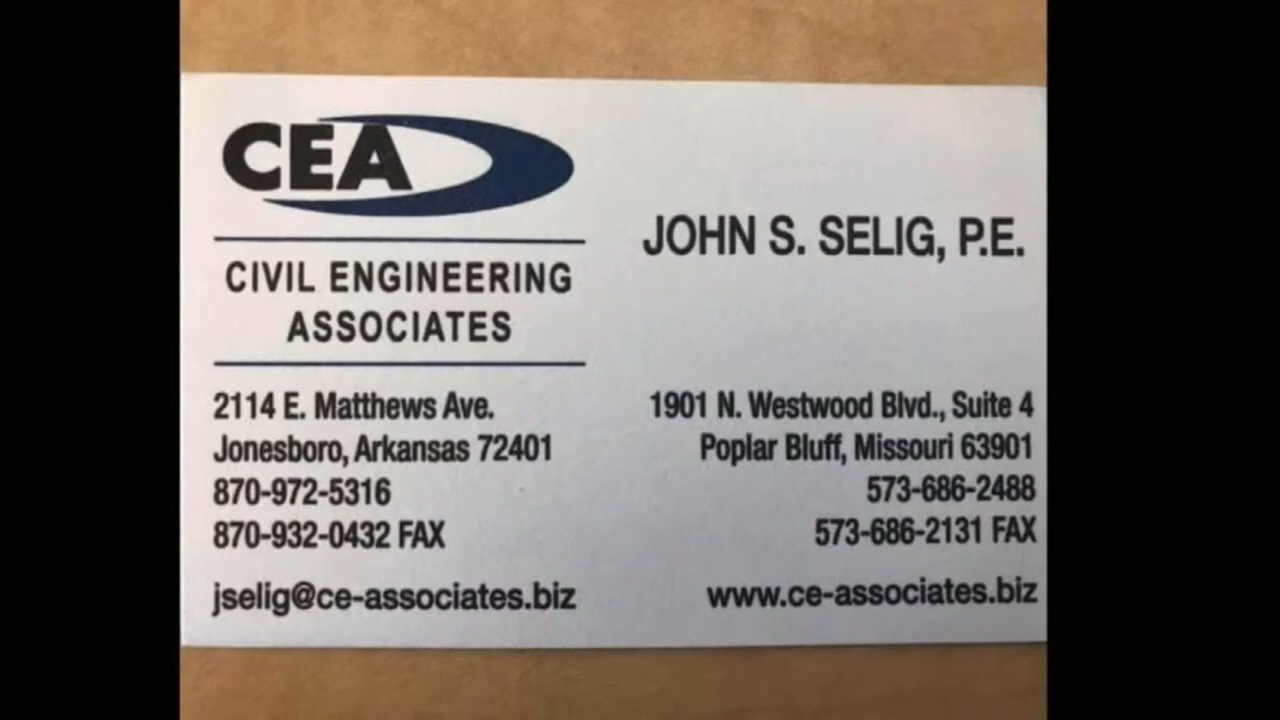 CEA
CIVIL ENGINEERING
ASSOCIATES
JOHN S. SELIG, P.E.
2114 E. Matthews Ave.
Jonesboro, Arkansas 72401
870-972-5316
870-932-0432 FAX
jselig@ce-associates.biz
1901 N. Westwood Blvd., Suite 4
Poplar Bluff, Missouri 63901
573-686-2488
573-686-2131 FAX
www.ce-associates.biz